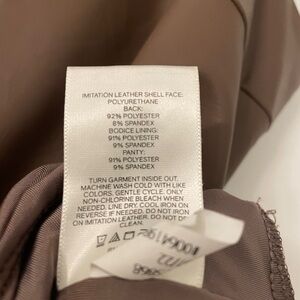 IMITATION LEATHER SHELL FACE:
POLYURETHANE
BACK:
92% POLYESTER
8% SPANDEX
BODICE LINING:
91% POLYESTER
9% SPANDEX
PANTY:
91% POLYESTER
9% SPANDEX
TURN GARMENT INSIDE OUT.
MACHINE WASH COLD WITH LIKE
COLORS, GENTLE CYCLE. ONLY
NON-CHLORINE BLEACH WHEN
NEEDED. LINE DRY. COOL IRON ON
REVERSE IF NEEDED. DO NOT IRON
ON IMITATION LEATHER. DO NOT DRY
CLEAN.